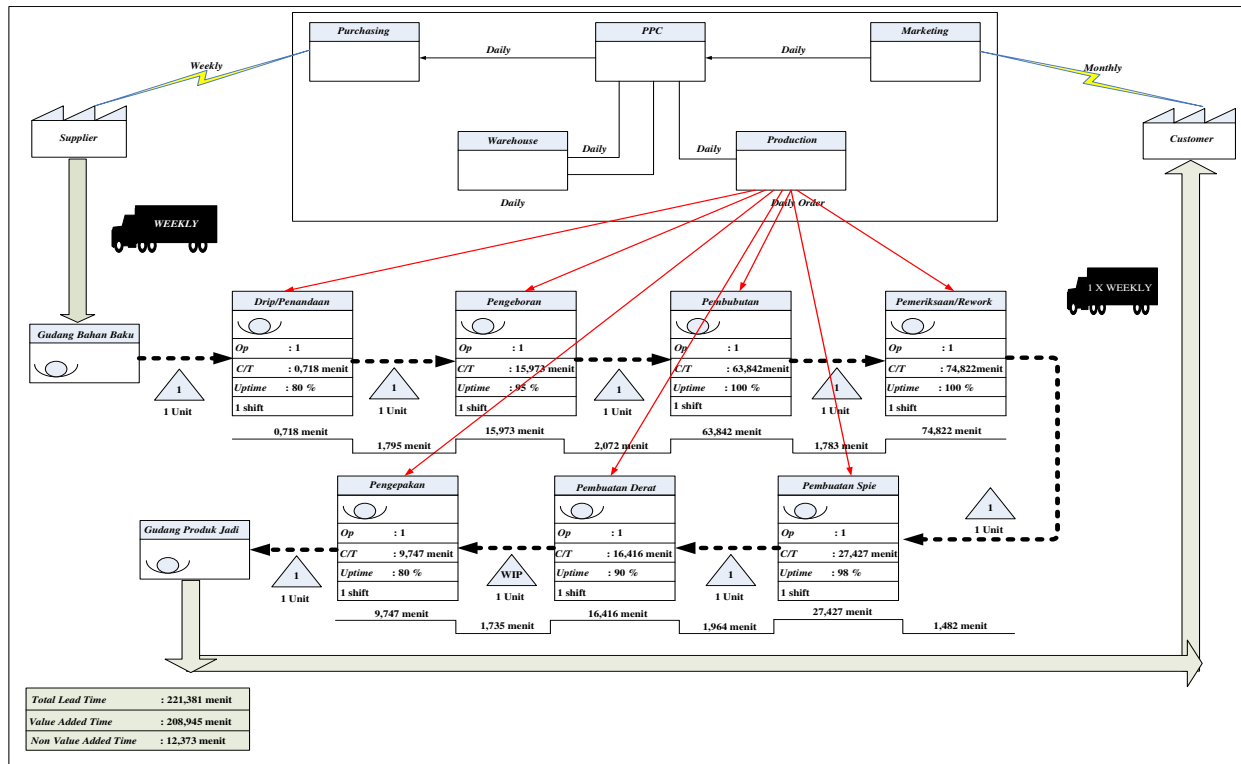 Purchasing
PPC
Marketing
Daily
Daily
Weekly
Monthly
Supplier
Customer
Warehouse
Production
Daily
Daily
Daily
Daily Order
WEEKLY
1 X WEEKLY
Gudang Bahan Baku
1
1 Unit
Drip/Penandaan
Op : 1
C/T : 0,718 menit
Uptime : 80 %
1 shift
1
1 Unit
Pengeboran
Op : 1
C/T : 15,973 menit
Uptime : 95 %
1 shift
1
1 Unit
Pembubutan
Op : 1
C/T : 63,842menit
Uptime : 100 %
1 shift
1
1 Unit
Pemeriksaan/Rework
Op : 1
C/T : 74,822menit
Uptime : 100 %
1 shift
0,718 menit
1,795 menit
15,973 menit
2,072 menit
63,842 menit
1,783 menit
74,822 menit
1
1 Unit
Gudang Produk Jadi
1
1 Unit
Pengepakan
Op : 1
C/T : 9,747 menit
Uptime : 80 %
1 shift
WIP
1 Unit
Pembuatan Derat
Op : 1
C/T : 16,416 menit
Uptime : 90 %
1 shift
1
1 Unit
Pembuatan Spie
Op : 1
C/T : 27,427 menit
Uptime : 98 %
1 shift
9,747 menit
1,735 menit
16,416 menit
1,964 menit
27,427 menit
1,482 menit
Total Lead Time : 221,381 menit
Value Added Time : 208,945 menit
Non Value Added Time : 12,373 menit